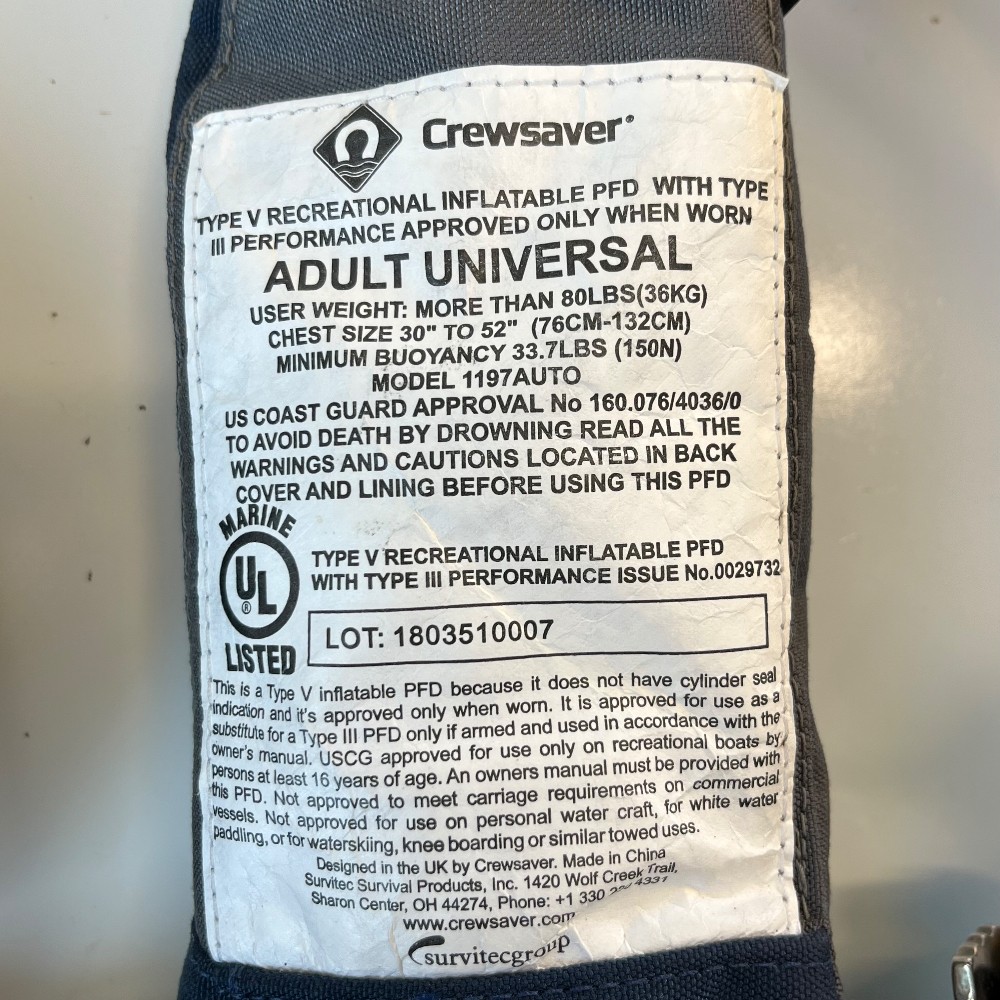 Crewsaver®
TYPE V RECREATIONAL INFLATABLE PFD WITH TYPE
III PERFORMANCE APPROVED ONLY WHEN WORN
ADULT UNIVERSAL
USER WEIGHT: MORE THAN 80LBS(36KG)
CHEST SIZE 30" TO 52" (76CM-132CM)
MINIMUM BUOYANCY 33.7LBS (150N)
MODEL 1197AUTO
US COAST GUARD APPROVAL No 160.076/4036/0
TO AVOID DEATH BY DROWNING READ ALL THE
WARNINGS AND CAUTIONS LOCATED IN BACK
COVER AND LINING BEFORE USING THIS PFD
MARINE
UL ®
LISTED
TYPE V RECREATIONAL INFLATABLE PFD
WITH TYPE III PERFORMANCE ISSUE No.0029732
LOT: 1803510007
This is a Type V inflatable PFD because it does not have cylinder seal
indication and it's approved only when worn. It is approved for use as a
substitute for a Type III PFD only if armed and used in accordance with the
owner's manual. USCG approved for use only on recreational boats by
persons at least 16 years of age. An owners manual must be provided with
this PFD. Not approved to meet carriage requirements on commercial
vessels. Not approved for use on personal water craft, for white water
paddling, or for waterskiing, knee boarding or similar towed uses.
Designed in the UK by Crewsaver. Made in China
Survitec Survival Products, Inc. 1420 Wolf Creek Trail,
Sharon Center, OH 44274, Phone: +1 330 4331
www.crewsaver.com
survitecgroup